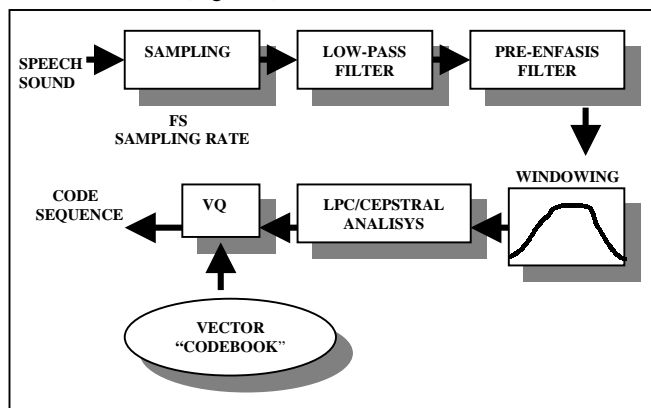 SPEECH
SOUND
SAMPLING
LOW-PASS
FILTER
PRE-ENFASIS
FILTER
FS
SAMPLING RATE
WINDOWING
CODE
SEQUENCE
VQ
LPC/CEPSTRAL
ANALISYS
VECTOR
“CODEBOOK”